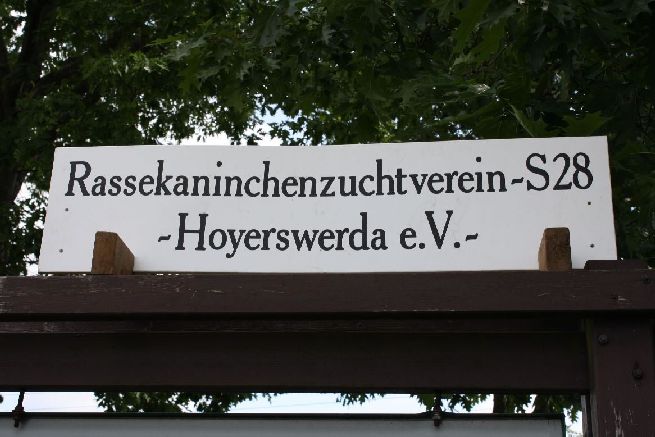 Rassekaninchenzuchtverein-S28
-Hoyerswerda e.V.-